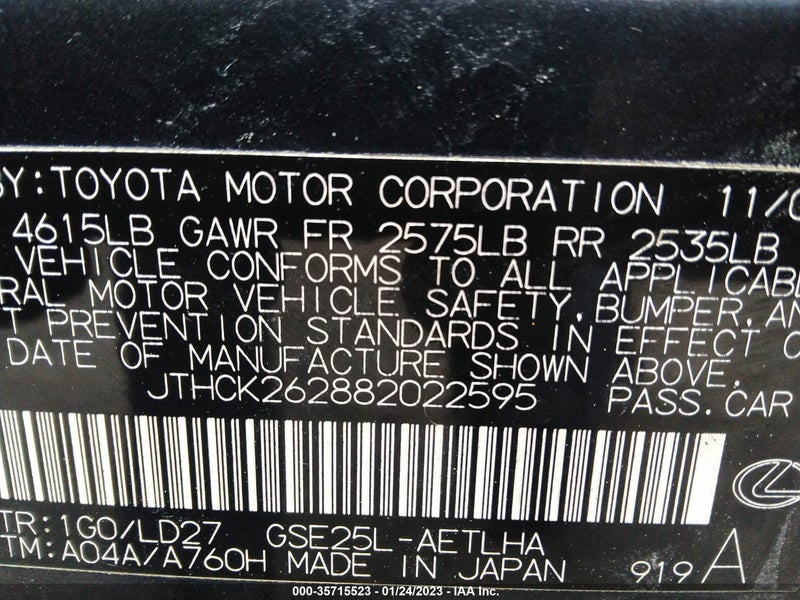 BY:TOYOTA MOTOR CORPORATION 11/0
4615LB GAWR FR 2575LB RR 2535LB
VEHICLE CONFORMS TO ALL APPLICABLE
RAL MOTOR VEHICLE SAFETY, BUMPER, AN
T PREVENTION STANDARDS IN EFFECT O
DATE OF MANUFACTURE SHOWN ABOVE.
JTHCK262882022595 PASS.CAR
TR:1G0/LD27 GSE25L-AETLHA
TM:A04A/A760H MADE IN JAPAN 919 A
000-35715523 - 01/24/2023 - IAA Inc.